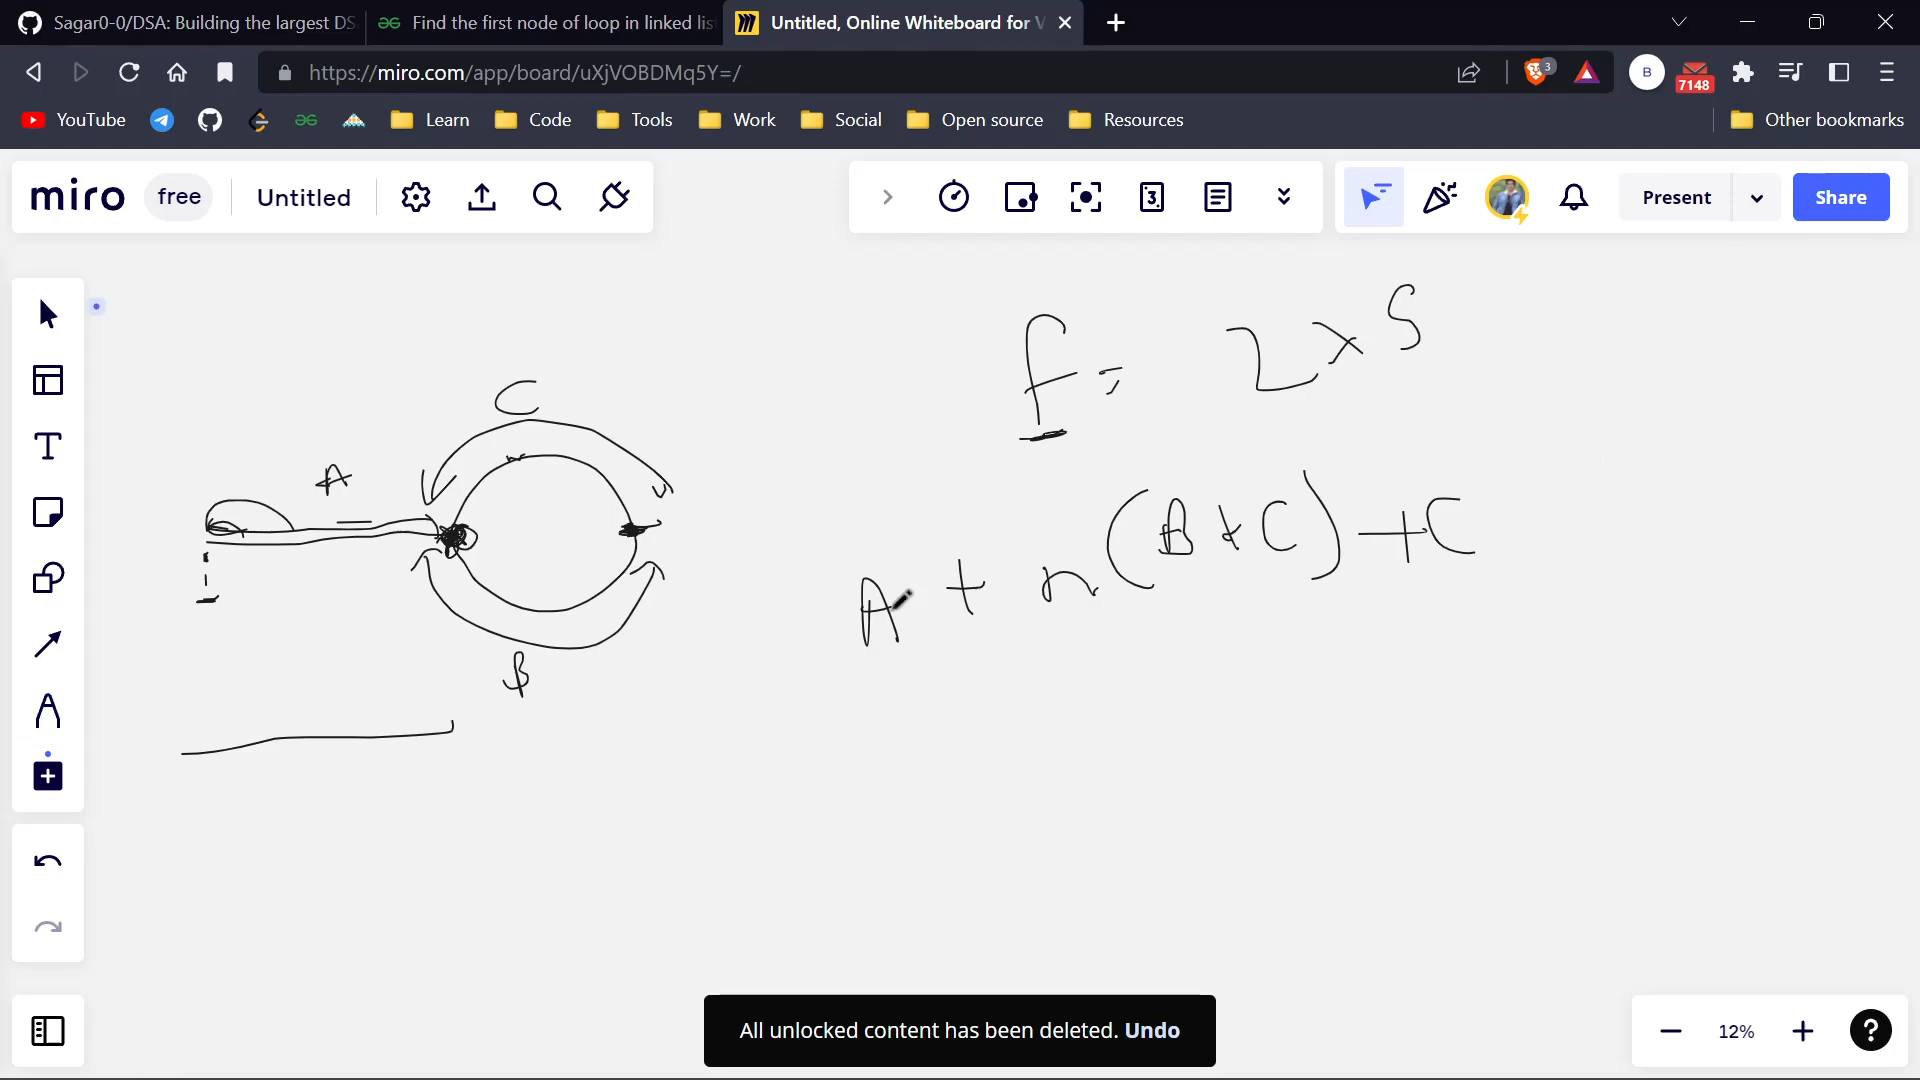 Sagar0-0/DSA: Building the largest DS
Find the first node of loop in linked lis
Untitled, Online Whiteboard for V
https://miro.com/app/board/uXjVOBDMq5Y=/
3
B
7148
YouTube
Learn
Code
Tools
Work
Social
Open source
Resources
Other bookmarks
miro
free
Untitled
3
Present
Share
f = 2 x S
C
A
A + n (B + C) + C
B
All unlocked content has been deleted. Undo
12%
?